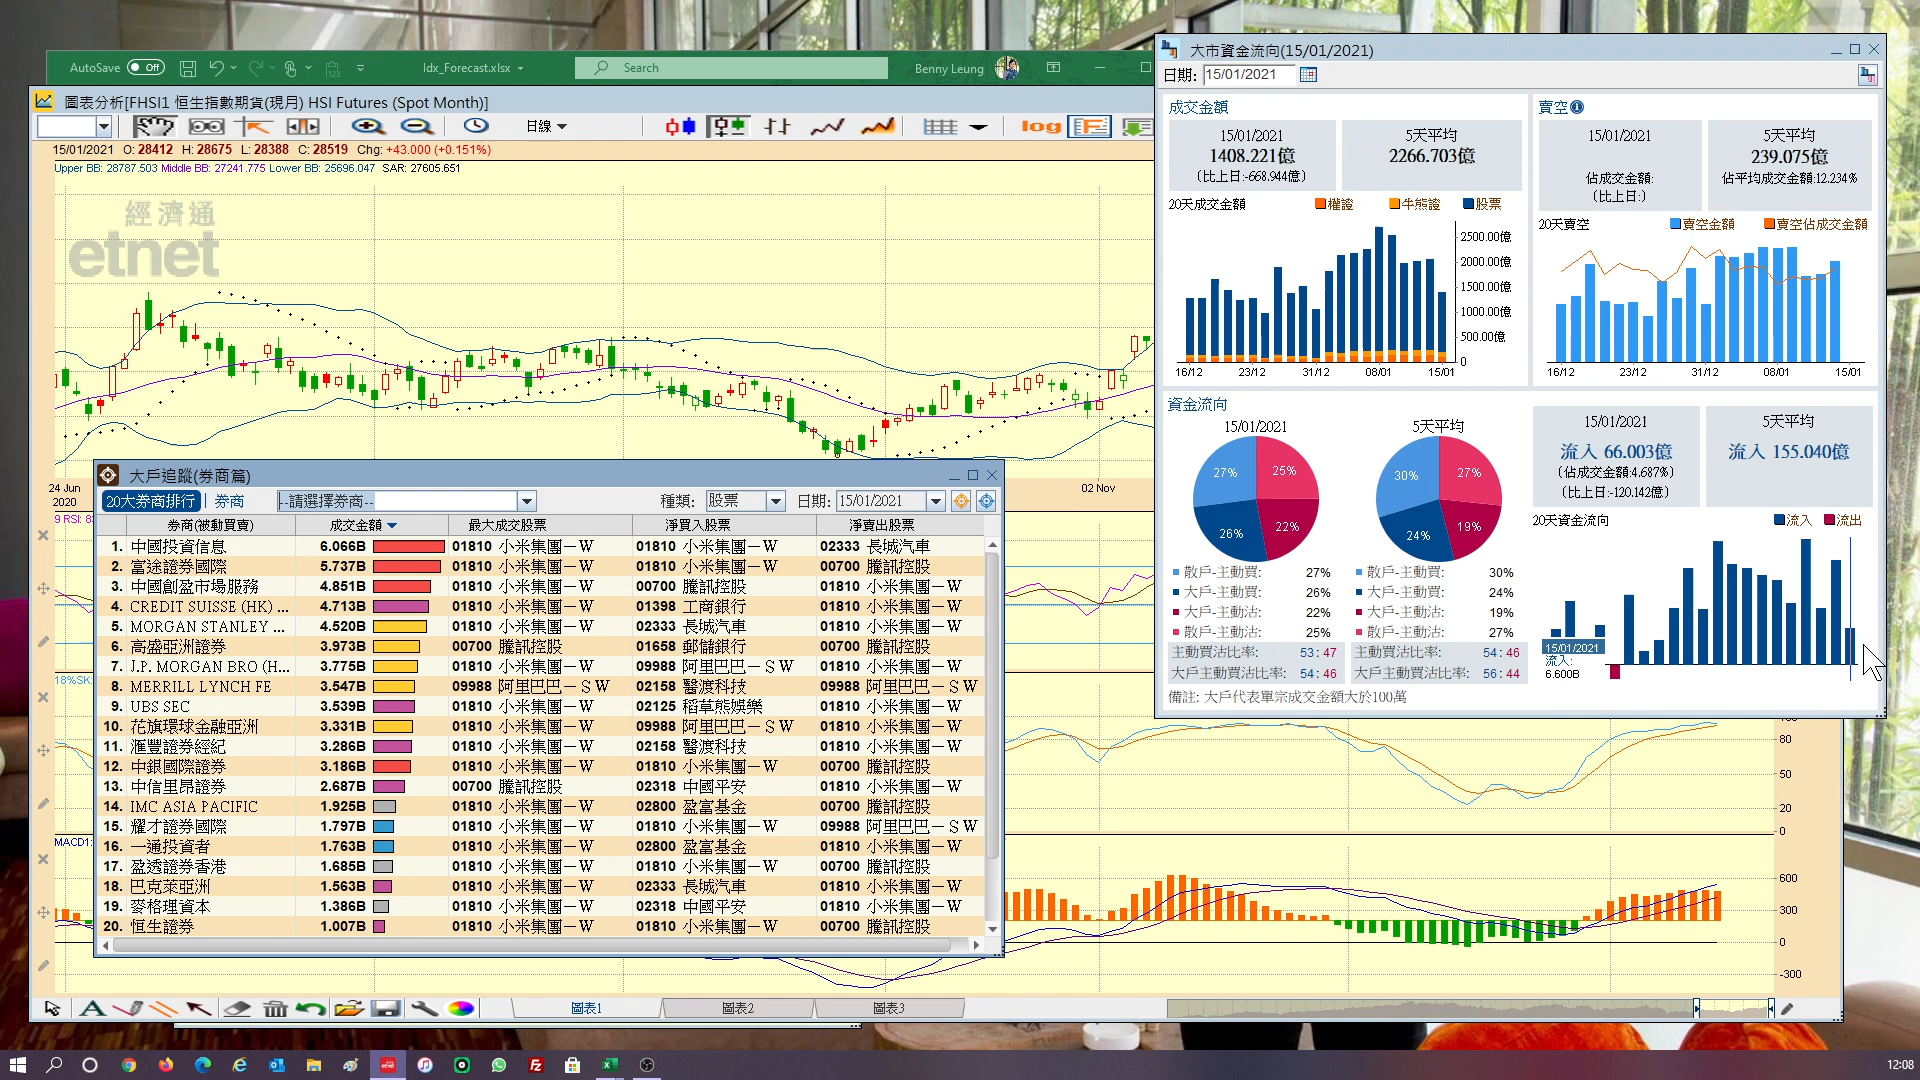 AutoSave Off Idx_Forecast.xlsx Search Benny Leung
圖表分析[FHSI1 恒生指數期貨(現月) HSI Futures (Spot Month)]
日線 log
15/01/2021 O: 28412 H: 28675 L: 28388 C: 28519 Chg: +43.000 (+0.151%)
Upper BB: 28787.503 Middle BB: 27241.775 Lower BB: 25696.047 SAR: 27605.651
經濟通
etnet
24 Jun
2020
02 Nov
9 RSI: 8
18%SK:
MACD1:
80
50
20
0
600
300
0
-300
圖表1 圖表2 圖表3
大戶追蹤(券商篇)
20大券商排行 券商 --請選擇券商-- 種類: 股票 日期: 15/01/2021
券商(被動買賣) 成交金額 最大成交股票 淨買入股票 淨賣出股票
1. 中國投資信息 6.066B 01810 小米集團－W 01810 小米集團－W 02333 長城汽車
2. 富途證券國際 5.737B 01810 小米集團－W 01810 小米集團－W 00700 騰訊控股
3. 中國創盈市場服務 4.851B 01810 小米集團－W 00700 騰訊控股 01810 小米集團－W
4. CREDIT SUISSE (HK) ... 4.713B 01810 小米集團－W 01398 工商銀行 01810 小米集團－W
5. MORGAN STANLEY ... 4.520B 01810 小米集團－W 02333 長城汽車 01810 小米集團－W
6. 高盛亞洲證券 3.973B 00700 騰訊控股 01658 郵儲銀行 00700 騰訊控股
7. J.P. MORGAN BRO (H... 3.775B 01810 小米集團－W 09988 阿里巴巴－ＳＷ 01810 小米集團－W
8. MERRILL LYNCH FE 3.547B 09988 阿里巴巴－ＳＷ 02158 醫渡科技 09988 阿里巴巴－ＳＷ
9. UBS SEC 3.539B 01810 小米集團－W 02125 稻草熊娛樂 01810 小米集團－W
10. 花旗環球金融亞洲 3.331B 01810 小米集團－W 09988 阿里巴巴－ＳＷ 01810 小米集團－W
11. 滙豐證券經紀 3.286B 01810 小米集團－W 02158 醫渡科技 01810 小米集團－W
12. 中銀國際證券 3.186B 01810 小米集團－W 01810 小米集團－W 00700 騰訊控股
13. 中信里昂證券 2.687B 00700 騰訊控股 02318 中國平安 01810 小米集團－W
14. IMC ASIA PACIFIC 1.925B 01810 小米集團－W 02800 盈富基金 00700 騰訊控股
15. 耀才證券國際 1.797B 01810 小米集團－W 01810 小米集團－W 09988 阿里巴巴－ＳＷ
16. 一通投資者 1.763B 01810 小米集團－W 02800 盈富基金 01810 小米集團－W
17. 盈透證券香港 1.685B 01810 小米集團－W 01810 小米集團－W 00700 騰訊控股
18. 巴克萊亞洲 1.563B 01810 小米集團－W 02333 長城汽車 01810 小米集團－W
19. 麥格理資本 1.386B 01810 小米集團－W 02318 中國平安 01810 小米集團－W
20. 恒生證券 1.007B 01810 小米集團－W 01810 小米集團－W 00700 騰訊控股
大市資金流向(15/01/2021)
日期: 15/01/2021
成交金額
15/01/2021 5天平均
1408.221億 2266.703億
(比上日:-668.944億)
20天成交金額 權證 牛熊證 股票
2500.00億
2000.00億
1500.00億
1000.00億
500.00億
0
16/12 23/12 31/12 08/01 15/01
賣空
15/01/2021 5天平均
239.075億
佔成交金額: 佔平均成交金額:12.234%
(比上日:)
20天賣空 賣空金額 賣空佔成交金額
16/12 23/12 31/12 08/01 15/01
資金流向
15/01/2021 5天平均
27% 25% 26% 22%
30% 27% 24% 19%
散戶-主動買: 27% 散戶-主動買: 30%
大戶-主動買: 26% 大戶-主動買: 24%
大戶-主動沽: 22% 大戶-主動沽: 19%
散戶-主動沽: 25% 散戶-主動沽: 27%
主動買沽比率: 53:47 主動買沽比率: 54:46
大戶主動買沽比率: 54:46 大戶主動買沽比率: 56:44
備註: 大戶代表單宗成交金額大於100萬
15/01/2021 5天平均
流入 66.003億 流入 155.040億
(佔成交金額:4.687%)
(比上日:-120.142億)
20天資金流向 流入 流出
15/01/2021
流入:
6.600B
etnet
12:08